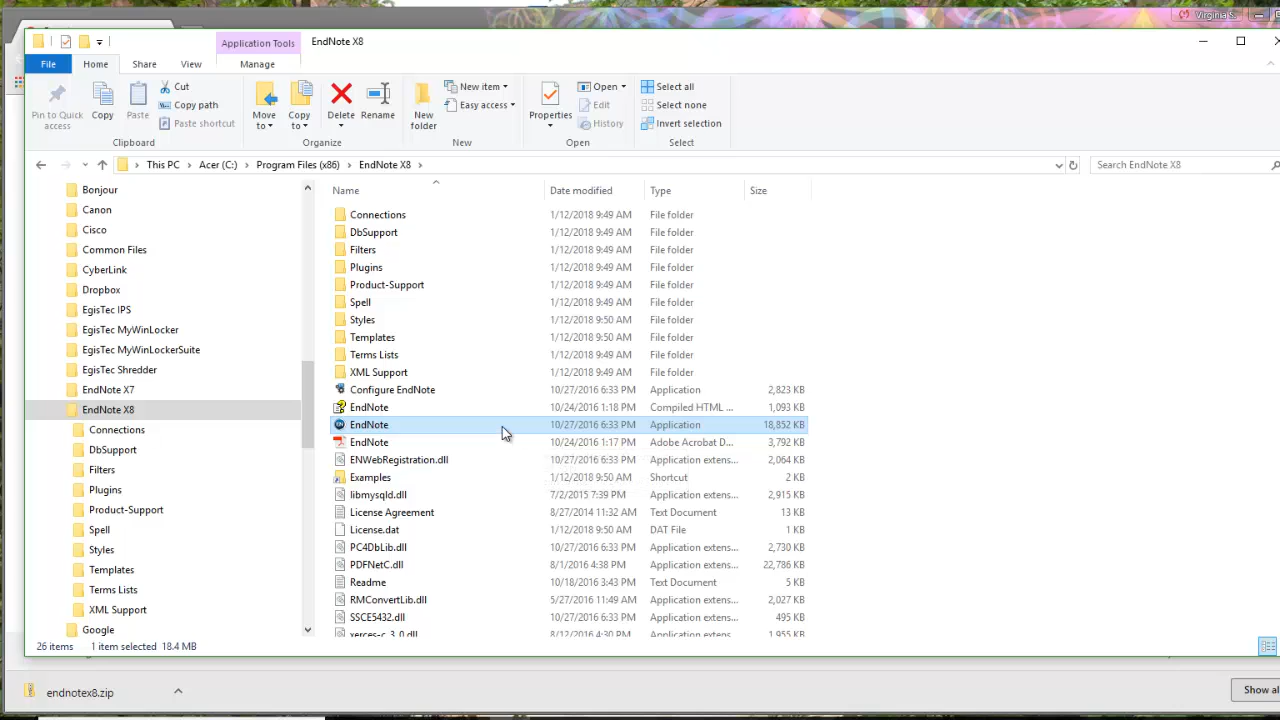 Virginia S.
Application Tools
EndNote X8
File
Home
Share
View
Manage
Pin to Quick access
Copy
Paste
Cut
Copy path
Paste shortcut
Clipboard
Move to
Copy to
Delete
Rename
Organize
New folder
New item
Easy access
New
Properties
Open
Edit
History
Open
Select all
Select none
Invert selection
Select
This PC
Acer (C:)
Program Files (x86)
EndNote X8
Search EndNote X8
Bonjour
Canon
Cisco
Common Files
CyberLink
Dropbox
EgisTec IPS
EgisTec MyWinLocker
EgisTec MyWinLockerSuite
EgisTec Shredder
EndNote X7
EndNote X8
Connections
DbSupport
Filters
Plugins
Product-Support
Spell
Styles
Templates
Terms Lists
XML Support
Google
Name Date modified Type Size
Connections 1/12/2018 9:49 AM File folder
DbSupport 1/12/2018 9:49 AM File folder
Filters 1/12/2018 9:49 AM File folder
Plugins 1/12/2018 9:49 AM File folder
Product-Support 1/12/2018 9:49 AM File folder
Spell 1/12/2018 9:49 AM File folder
Styles 1/12/2018 9:50 AM File folder
Templates 1/12/2018 9:50 AM File folder
Terms Lists 1/12/2018 9:49 AM File folder
XML Support 1/12/2018 9:49 AM File folder
Configure EndNote 10/27/2016 6:33 PM Application 2,823 KB
EndNote 10/24/2016 1:18 PM Compiled HTML ... 1,093 KB
EndNote 10/27/2016 6:33 PM Application 18,852 KB
EndNote 10/24/2016 1:17 PM Adobe Acrobat D... 3,792 KB
ENWebRegistration.dll 10/27/2016 6:33 PM Application extens... 2,064 KB
Examples 1/12/2018 9:50 AM Shortcut 2 KB
libmysqld.dll 7/2/2015 7:39 PM Application extens... 2,915 KB
License Agreement 8/27/2014 11:32 AM Text Document 13 KB
License.dat 1/12/2018 9:50 AM DAT File 1 KB
PC4DbLib.dll 10/27/2016 6:33 PM Application extens... 2,730 KB
PDFNetC.dll 8/1/2016 4:38 PM Application extens... 22,786 KB
Readme 10/18/2016 3:43 PM Text Document 5 KB
RMConvertLib.dll 5/27/2016 11:49 AM Application extens... 2,027 KB
SSCE5432.dll 10/27/2016 6:33 PM Application extens... 495 KB
xerces-c_3_0.dll 8/12/2016 4:30 PM Application extens... 1,955 KB
26 items 1 item selected 18.4 MB
endnotex8.zip
Show al